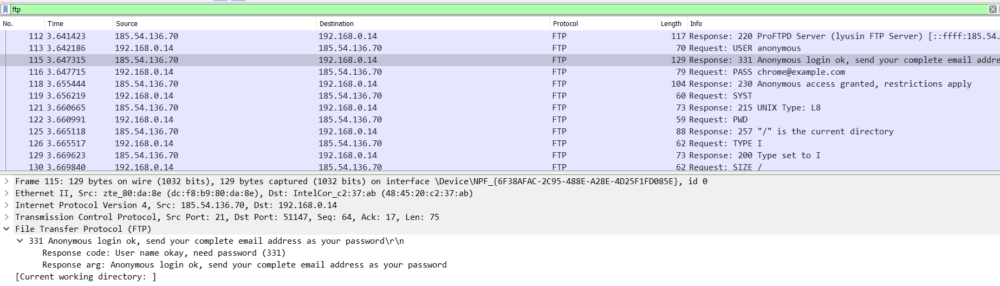 ftp
No. Time Source Destination Protocol Length Info
112 3.641423 185.54.136.70 192.168.0.14 FTP 117 Response: 220 ProFTPD Server (lyusin FTP Server) [::ffff:185.54.
113 3.642186 192.168.0.14 185.54.136.70 FTP 70 Request: USER anonymous
115 3.647315 185.54.136.70 192.168.0.14 FTP 129 Response: 331 Anonymous login ok, send your complete email addre
116 3.647715 192.168.0.14 185.54.136.70 FTP 79 Request: PASS chrome@example.com
118 3.655444 185.54.136.70 192.168.0.14 FTP 104 Response: 230 Anonymous access granted, restrictions apply
119 3.656219 192.168.0.14 185.54.136.70 FTP 60 Request: SYST
121 3.660665 185.54.136.70 192.168.0.14 FTP 73 Response: 215 UNIX Type: L8
122 3.660991 192.168.0.14 185.54.136.70 FTP 59 Request: PWD
125 3.665118 185.54.136.70 192.168.0.14 FTP 88 Response: 257 "/" is the current directory
126 3.665517 192.168.0.14 185.54.136.70 FTP 62 Request: TYPE I
129 3.669623 185.54.136.70 192.168.0.14 FTP 73 Response: 200 Type set to I
130 3.669840 192.168.0.14 185.54.136.70 FTP 62 Request: SIZE /
Frame 115: 129 bytes on wire (1032 bits), 129 bytes captured (1032 bits) on interface \Device\NPF_{6F38AFAC-2C95-488E-A28E-4D25F1FD085E}, id 0
Ethernet II, Src: zte_80:da:8e (dc:f8:b9:80:da:8e), Dst: IntelCor_c2:37:ab (48:45:20:c2:37:ab)
Internet Protocol Version 4, Src: 185.54.136.70, Dst: 192.168.0.14
Transmission Control Protocol, Src Port: 21, Dst Port: 51147, Seq: 64, Ack: 17, Len: 75
File Transfer Protocol (FTP)
331 Anonymous login ok, send your complete email address as your password\r\n
Response code: User name okay, need password (331)
Response arg: Anonymous login ok, send your complete email address as your password
[Current working directory: ]